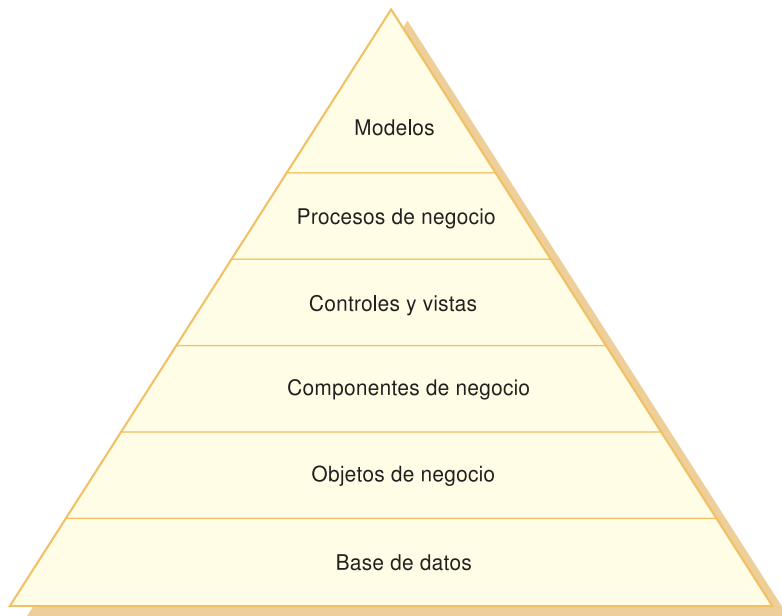 Modelos
Procesos de negocio
Controles y vistas
Componentes de negocio
Objetos de negocio
Base de datos